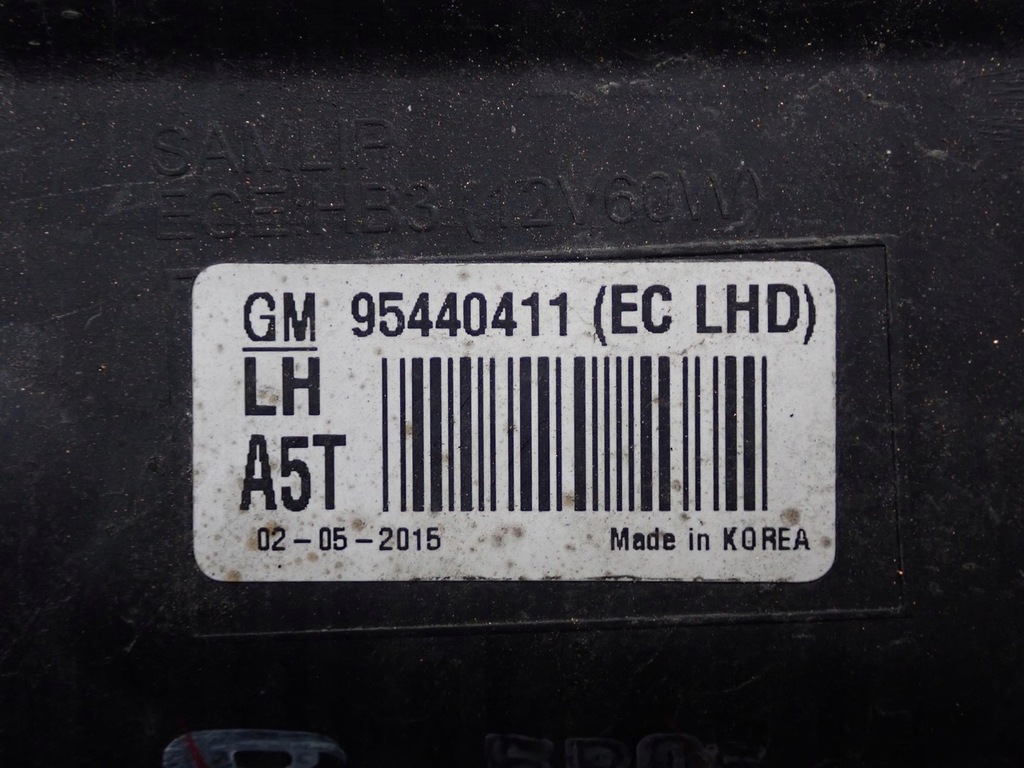 SAMLIP
ECE:HB3 (12V60W)
GM 95440411 (EC LHD)
LH
A5T
02-05-2015 Made in KOREA